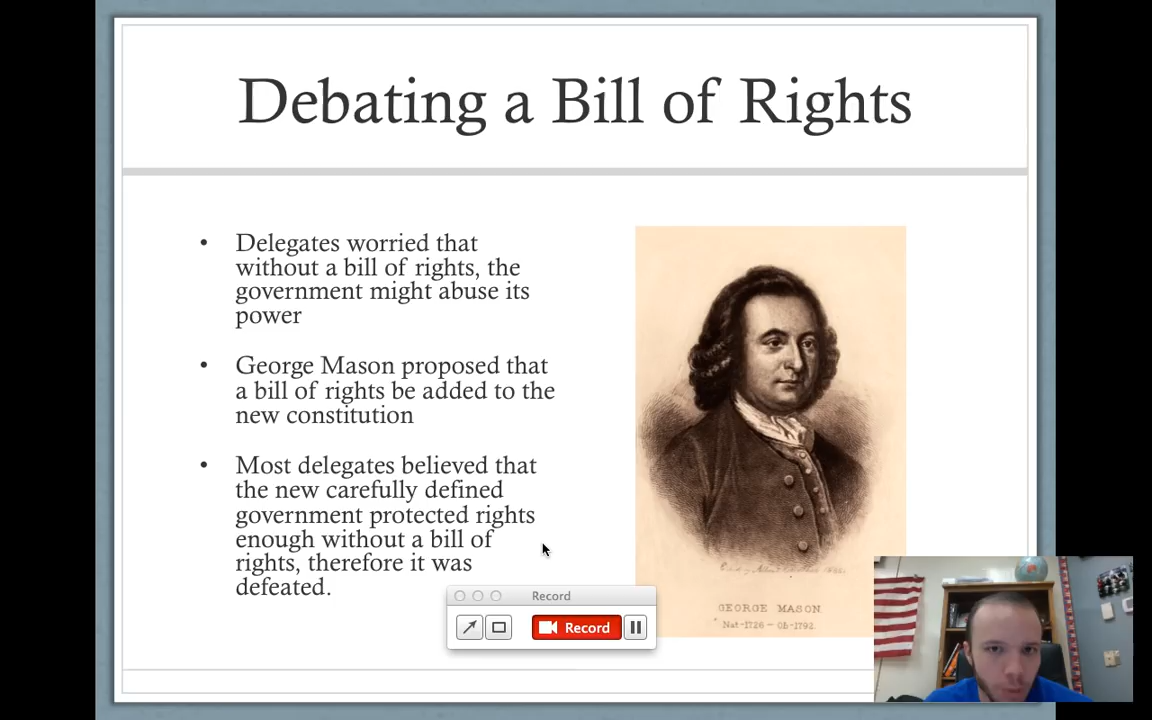 Debating a Bill of Rights
• Delegates worried that
without a bill of rights, the
government might abuse its
power
• George Mason proposed that
a bill of rights be added to the
new constitution
• Most delegates believed that
the new carefully defined
government protected rights
enough without a bill of
rights, therefore it was
defeated.
GEORGE MASON
Nat-1726 – Ob-1792.
Record
Record